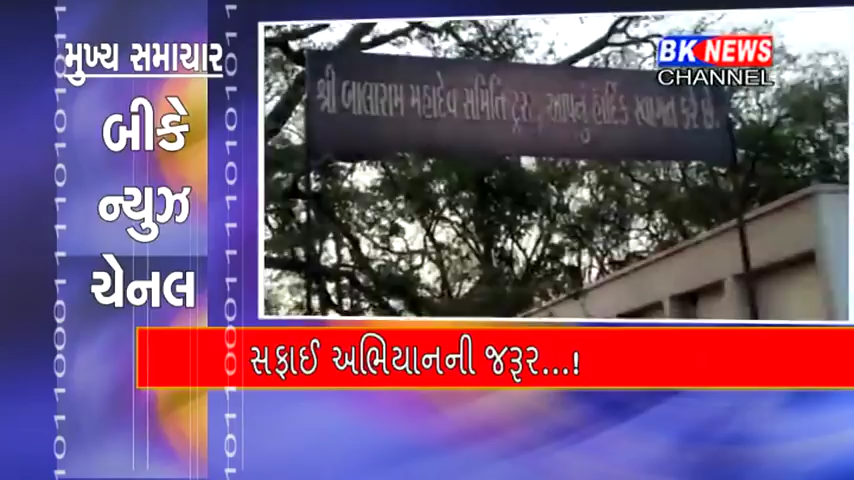 મુખ્ય સમાચાર
બીકે
ન્યુઝ
ચેનલ
BK NEWS
CHANNEL
શ્રી બાલારામ મહાદેવ સમિતિ ટ્રસ્ટ, આપનું હાર્દિક સ્વાગત કરે છે.
સફાઈ અભિયાનની જરૂર...!